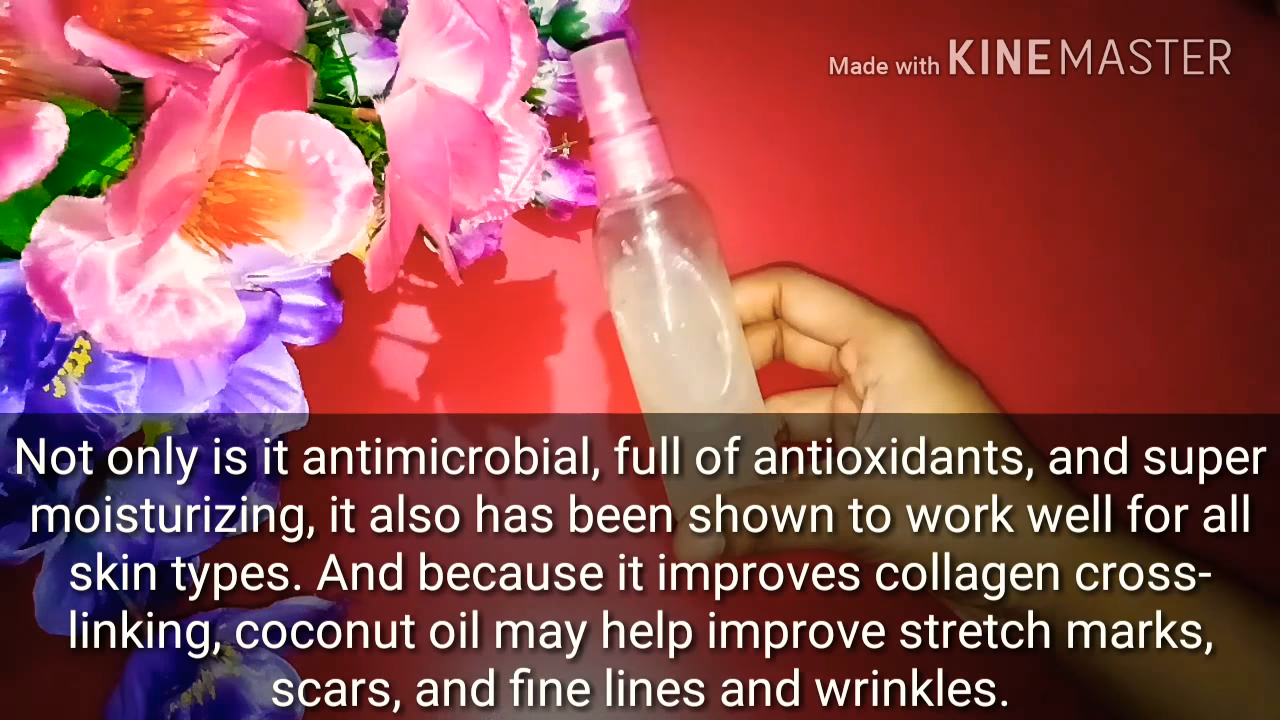 Made with KINEMASTER
Not only is it antimicrobial, full of antioxidants, and super
moisturizing, it also has been shown to work well for all
skin types. And because it improves collagen cross-
linking, coconut oil may help improve stretch marks,
scars, and fine lines and wrinkles.